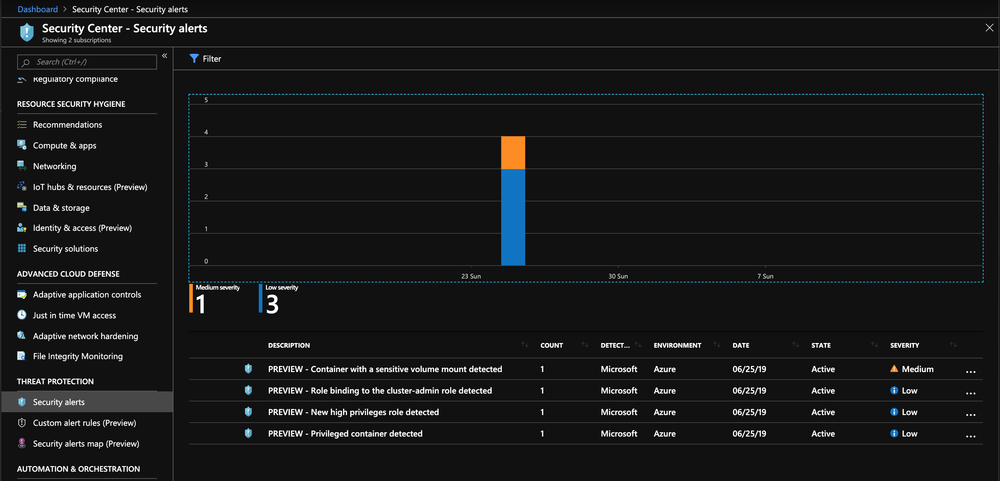 Dashboard > Security Center - Security alerts
Security Center - Security alerts
Showing 2 subscriptions
Search (Ctrl+/)
«
Regulatory compliance
RESOURCE SECURITY HYGIENE
Recommendations
Compute & apps
Networking
IoT hubs & resources (Preview)
Data & storage
Identity & access (Preview)
Security solutions
ADVANCED CLOUD DEFENSE
Adaptive application controls
Just in time VM access
Adaptive network hardening
File Integrity Monitoring
THREAT PROTECTION
Security alerts
Custom alert rules (Preview)
Security alerts map (Preview)
AUTOMATION & ORCHESTRATION
Filter
5
4
3
2
1
0
23 Sun 30 Sun 7 Sun
Medium severity
1
Low severity
3
DESCRIPTION COUNT DETECT... ENVIRONMENT DATE STATE SEVERITY
PREVIEW - Container with a sensitive volume mount detected 1 Microsoft Azure 06/25/19 Active Medium ...
PREVIEW - Role binding to the cluster-admin role detected 1 Microsoft Azure 06/25/19 Active Low ...
PREVIEW - New high privileges role detected 1 Microsoft Azure 06/25/19 Active Low ...
PREVIEW - Privileged container detected 1 Microsoft Azure 06/25/19 Active Low ...